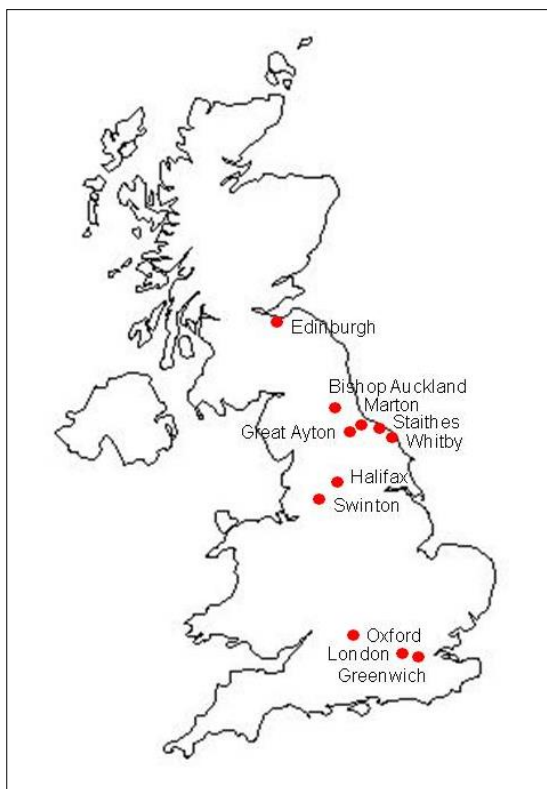 Edinburgh
Bishop Auckland
Marton
Staithes
Great Ayton
Whitby
Halifax
Swinton
Oxford
London
Greenwich